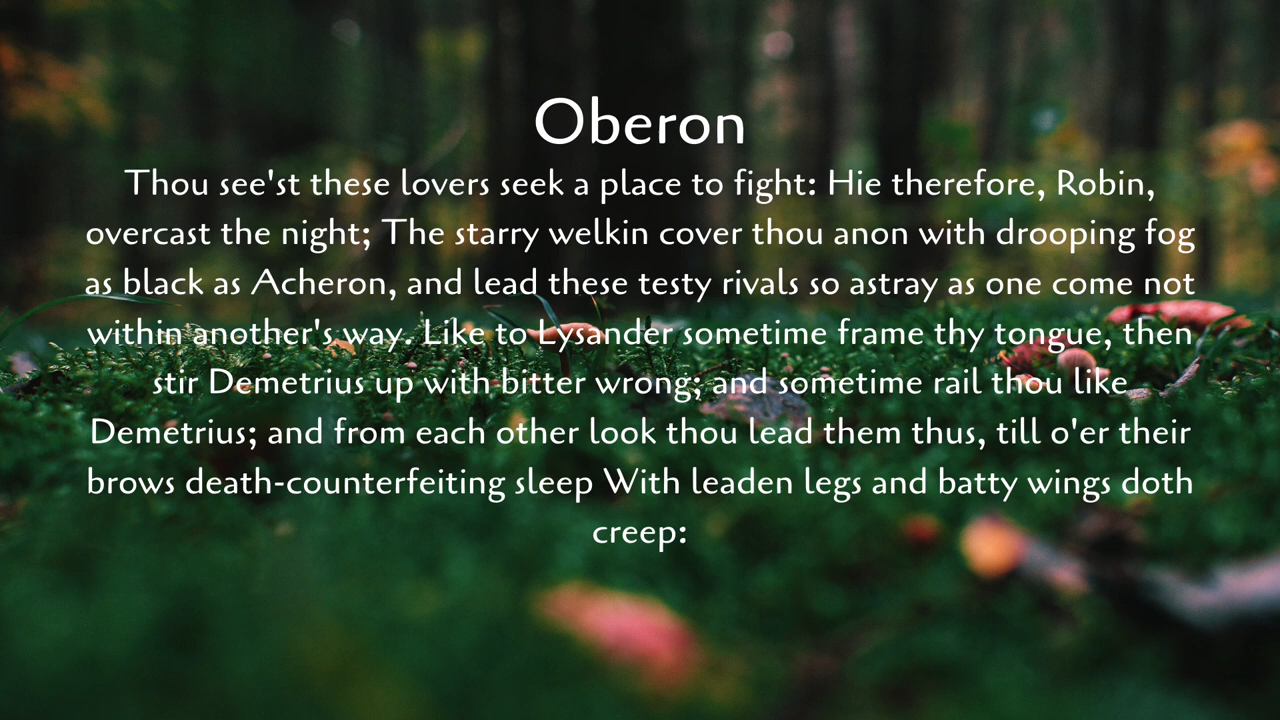 Oberon
Thou see'st these lovers seek a place to fight: Hie therefore, Robin,
overcast the night; The starry welkin cover thou anon with drooping fog
as black as Acheron, and lead these testy rivals so astray as one come not
within another's way. Like to Lysander sometime frame thy tongue, then
stir Demetrius up with bitter wrong; and sometime rail thou like
Demetrius; and from each other look thou lead them thus, till o'er their
brows death-counterfeiting sleep With leaden legs and batty wings doth
creep: